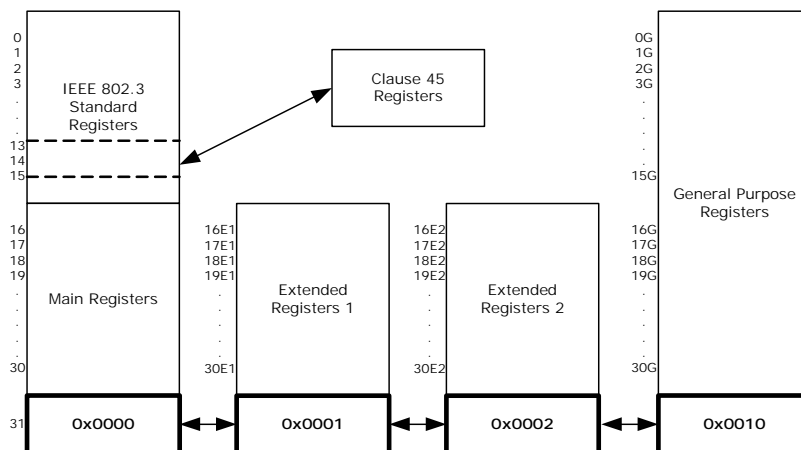 0
1
2
3
.
.
.
13
14
15
IEEE 802.3
Standard
Registers
Clause 45
Registers
0G
1G
2G
3G
.
.
.
.
.
15G
General Purpose
Registers
16
17
18
19
.
.
.
.
.
30
Main Registers
16E1
17E1
18E1
19E1
.
.
.
.
.
30E1
Extended
Registers 1
16E2
17E2
18E2
19E2
.
.
.
.
.
30E2
Extended
Registers 2
16G
17G
18G
19G
.
.
.
.
.
30G
31
0x0000
0x0001
0x0002
0x0010